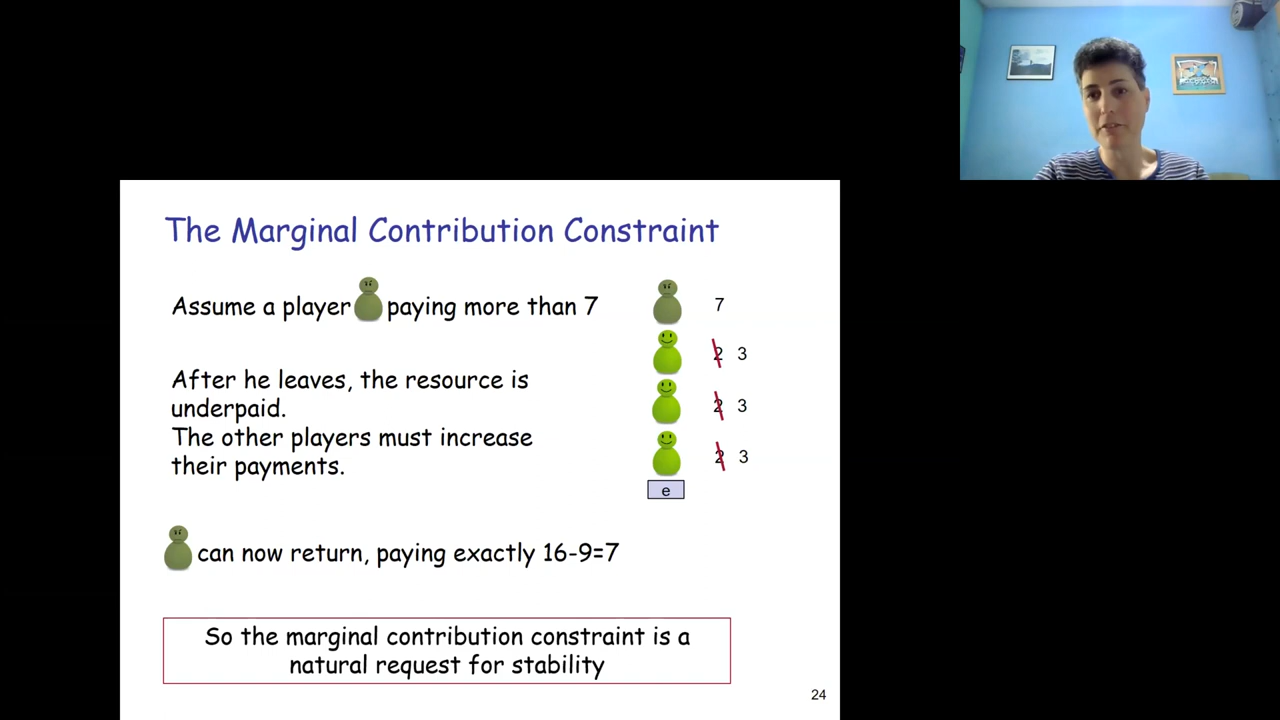 The Marginal Contribution Constraint
Assume a player paying more than 7
7
2 3
After he leaves, the resource is
underpaid.
2 3
The other players must increase
their payments.
2 3
e
can now return, paying exactly 16-9=7
So the marginal contribution constraint is a
natural request for stability
24